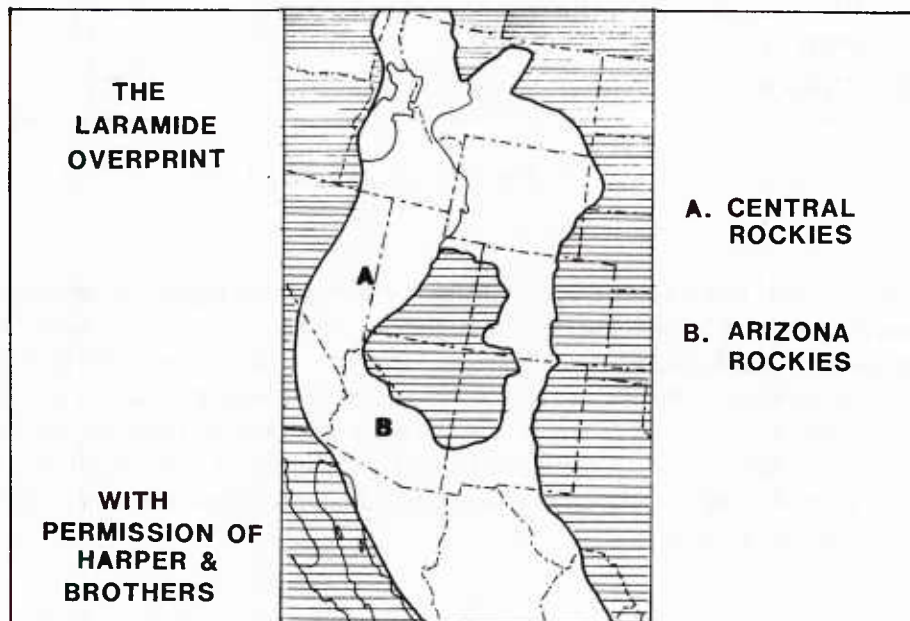 THE
LARAMIDE
OVERPRINT
A
B
A. CENTRAL
ROCKIES
B. ARIZONA
ROCKIES
WITH
PERMISSION OF
HARPER &
BROTHERS